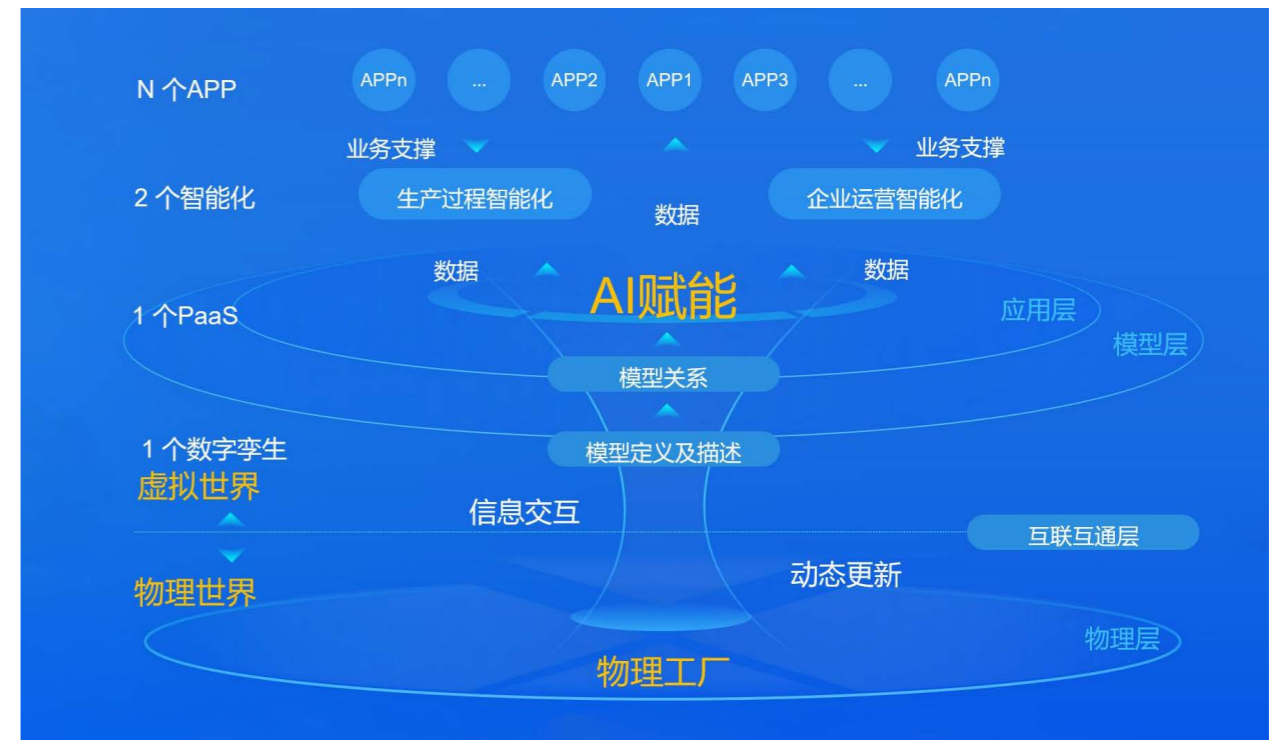 N 个APP
APPn
...
APP2
APP1
APP3
...
APPn
业务支撑
业务支撑
2 个智能化
生产过程智能化
数据
企业运营智能化
数据
AI赋能
数据
1 个PaaS
应用层
模型层
模型关系
1 个数字孪生
模型定义及描述
虚拟世界
信息交互
互联互通层
物理世界
动态更新
物理层
物理工厂